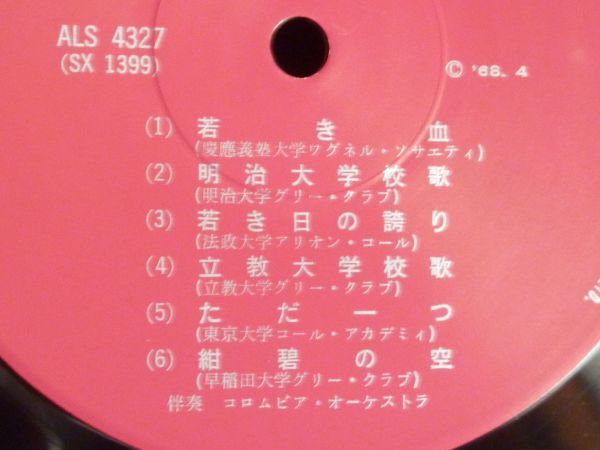 ALS 4327
(SX 1399)
Ⓒ '68. 4
(1) 若き血
(慶應義塾大学ワグネル・ソサエティ)
(2) 明治大学校歌
(明治大学グリー・クラブ)
(3) 若き日の誇り
(法政大学アリオン・コール)
(4) 立教大学校歌
(立教大学グリー・クラブ)
(5) ただ一つ
(東京大学コール・アカデミィ)
(6) 紺碧の空
(早稲田大学グリー・クラブ)
伴奏 コロムビア・オーケストラ